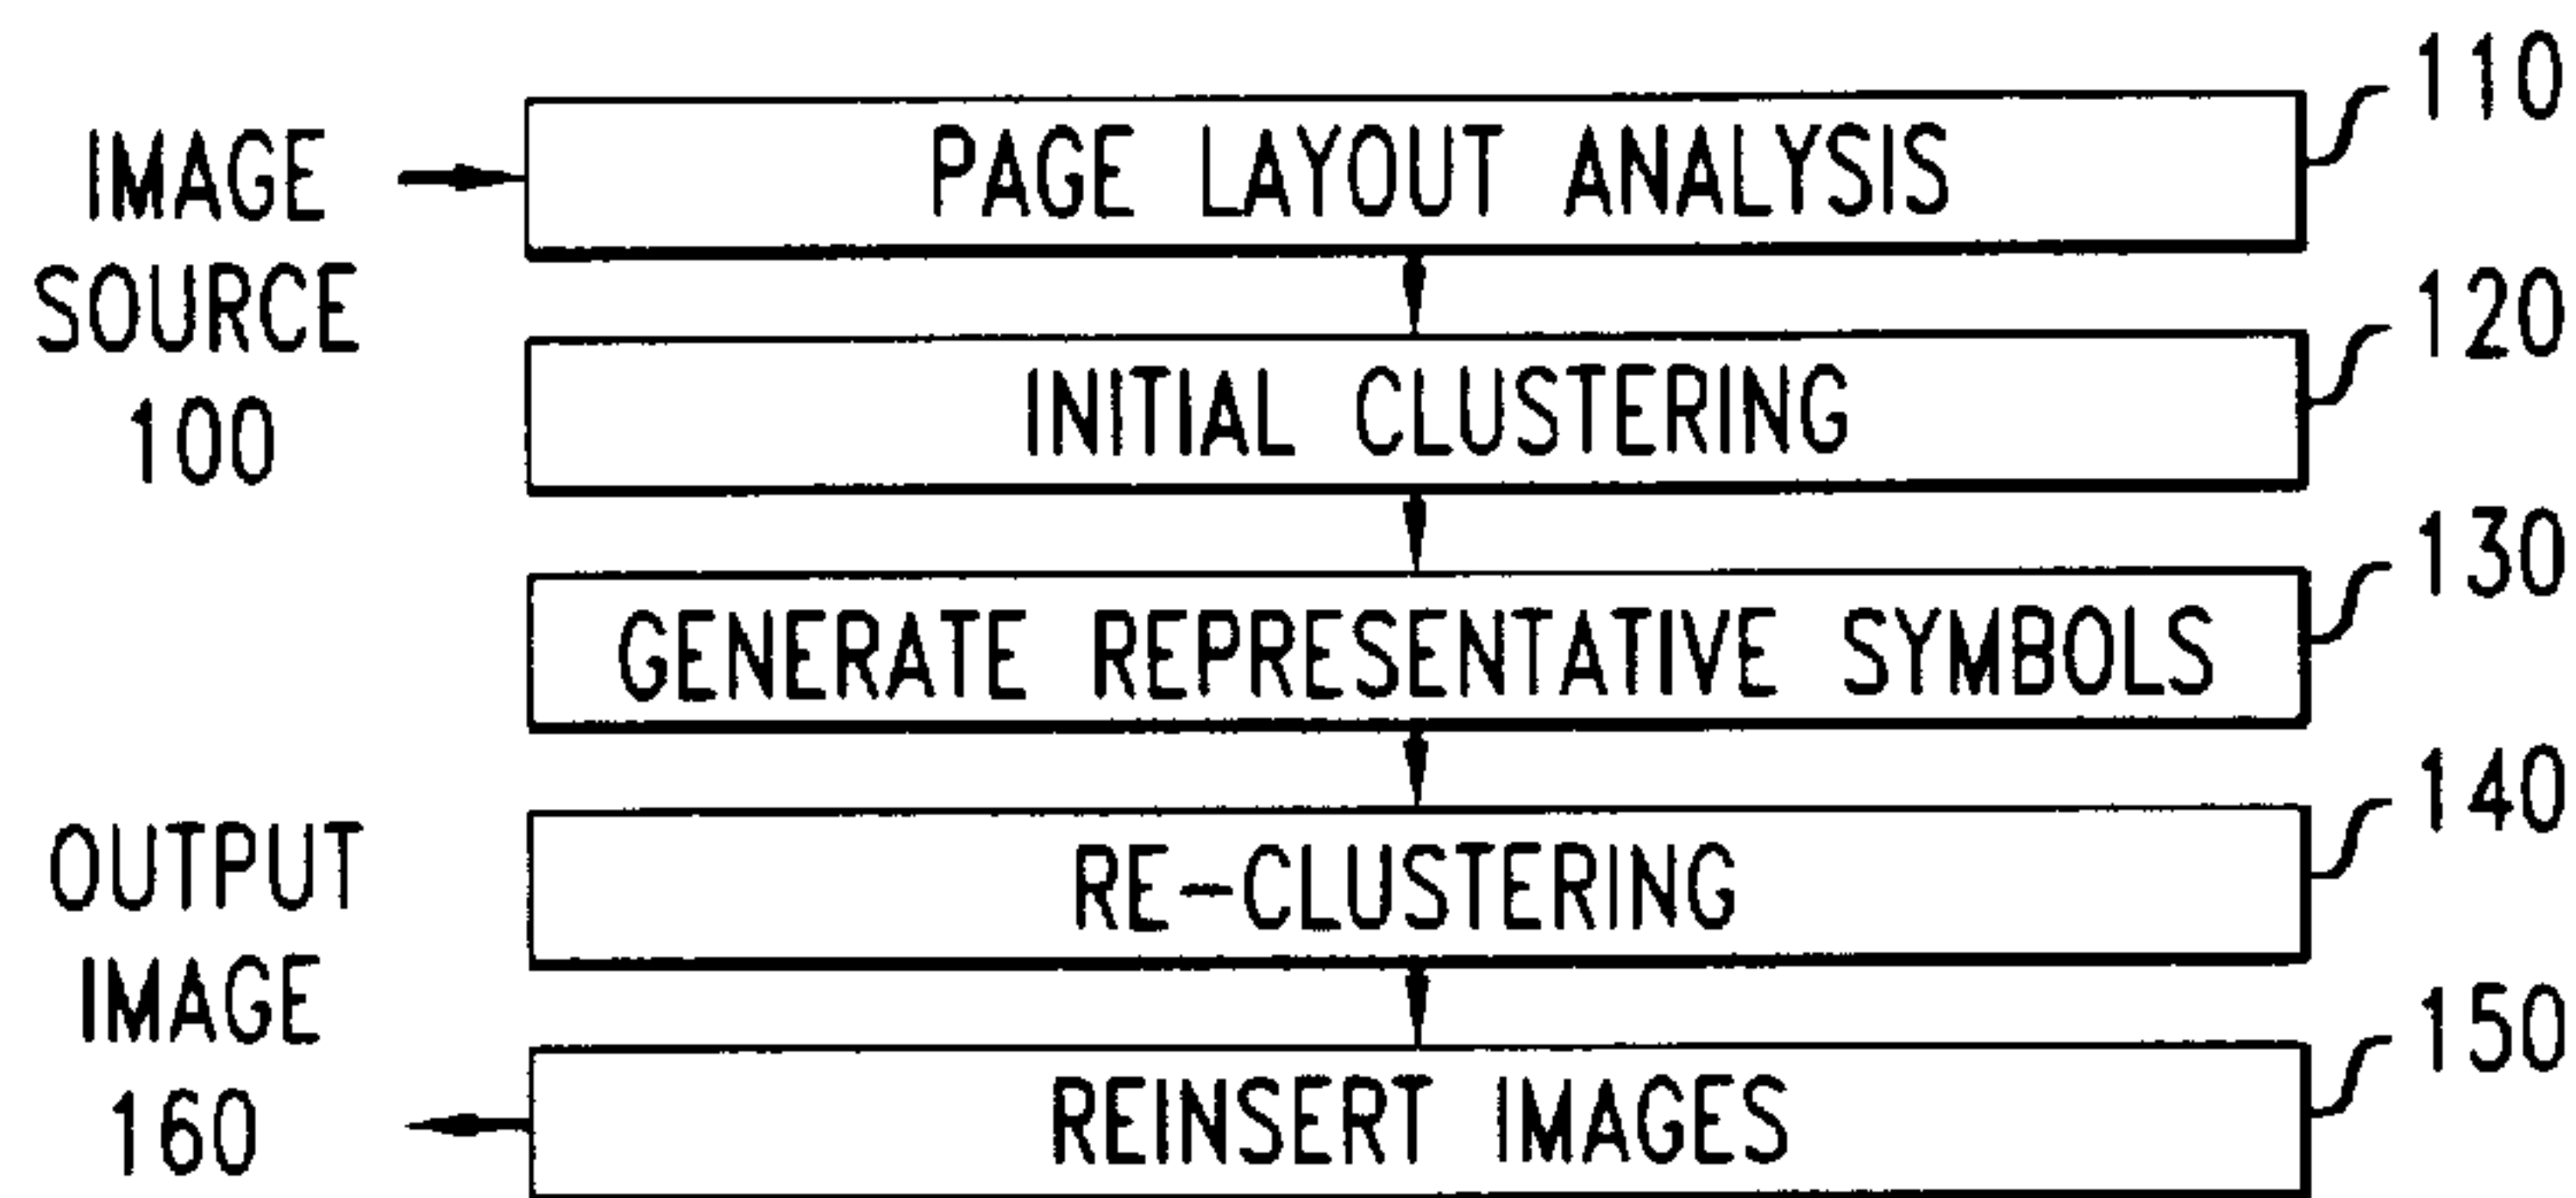 IMAGE
SOURCE
100
PAGE LAYOUT ANALYSIS
110
INITIAL CLUSTERING
120
GENERATE REPRESENTATIVE SYMBOLS
130
RE-CLUSTERING
140
REINSERT IMAGES
150
OUTPUT
IMAGE
160